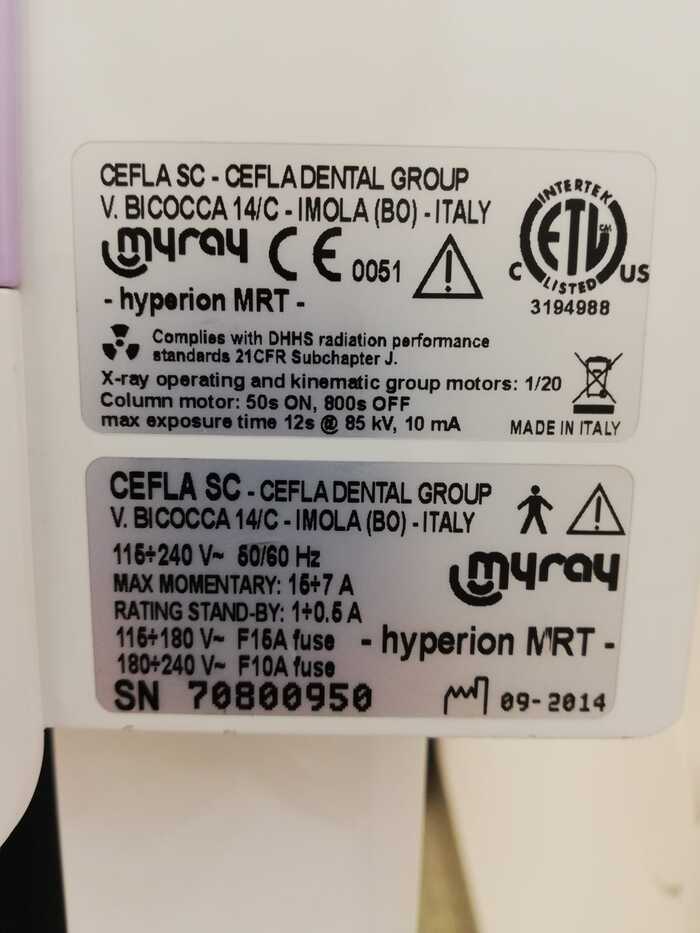 CEFLA SC - CEFLA DENTAL GROUP
V. BICOCCA 14/C - IMOLA (BO) - ITALY
myray CE 0051
- hyperion MRT -
INTERTEK
ETL CM
LISTED
C US
3194988
Complies with DHHS radiation performance
standards 21CFR Subchapter J.
X-ray operating and kinematic group motors: 1/20
Column motor: 50s ON, 800s OFF
max exposure time 12s @ 85 kV, 10 mA
MADE IN ITALY
CEFLA SC - CEFLA DENTAL GROUP
V. BICOCCA 14/C - IMOLA (BO) - ITALY
115÷240 V~ 50/60 Hz
MAX MOMENTARY: 15÷7 A
RATING STAND-BY: 1÷0.5 A
115÷180 V~ F15A fuse
180÷240 V~ F10A fuse
myray
- hyperion MRT -
SN 70800950
09-2014